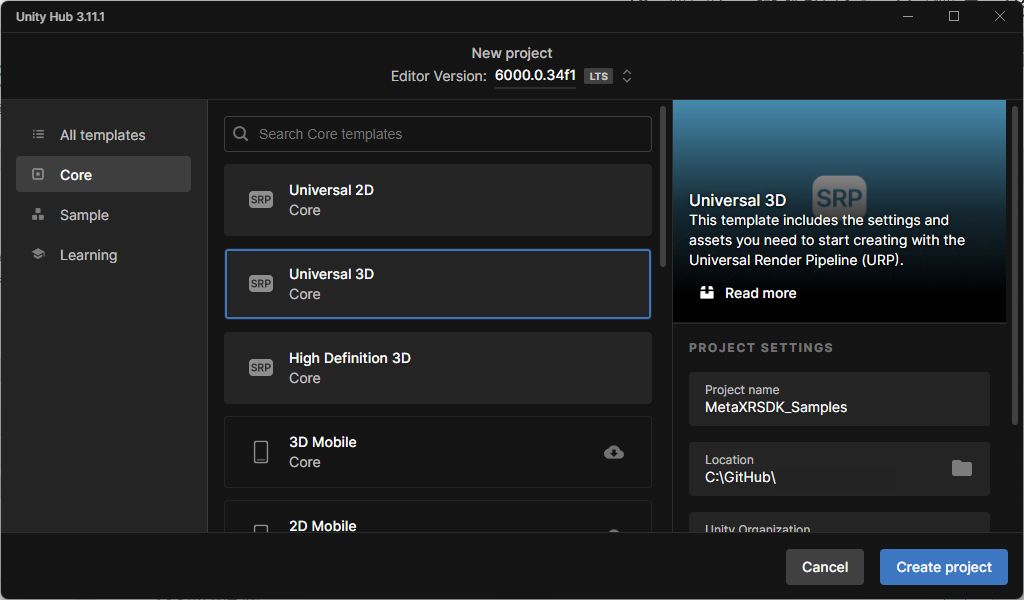 Unity Hub 3.11.1
New project
Editor Version: 6000.0.34f1 LTS
All templates
Core
Sample
Learning
Search Core templates
SRP
Universal 2D
Core
SRP
Universal 3D
Core
SRP
High Definition 3D
Core
3D Mobile
Core
2D Mobile
SRP
Universal 3D
This template includes the settings and
assets you need to start creating with the
Universal Render Pipeline (URP).
Read more
PROJECT SETTINGS
Project name
MetaXRSDK_Samples
Location
C:\GitHub\
Unity Organization
Cancel
Create project